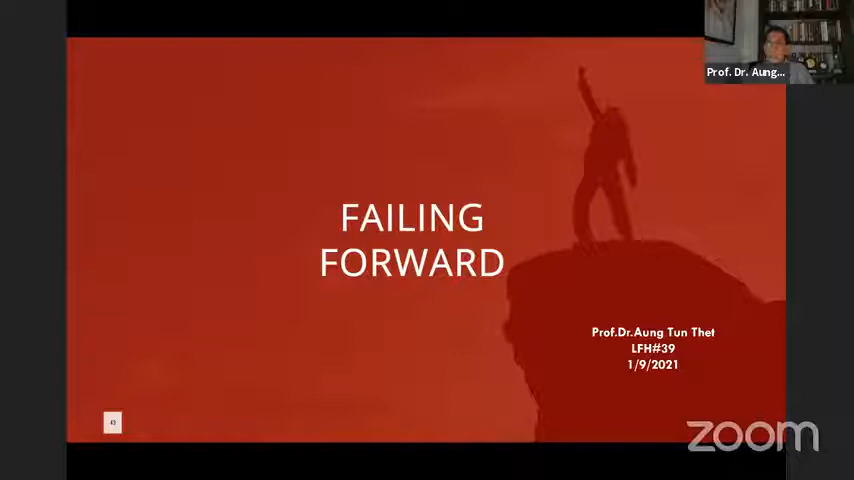 Prof. Dr. Aung...
FAILING
FORWARD
Prof.Dr.Aung Tun Thet
LFH#39
1/9/2021
zoom